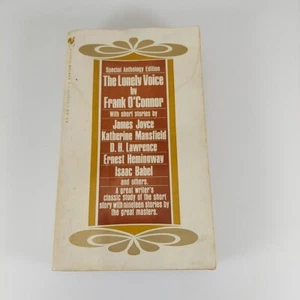 Special Anthology Edition
The Lonely Voice
by
Frank O'Connor
With short stories by
James Joyce
Katherine Mansfield
D. H. Lawrence
Ernest Hemingway
Isaac Babel
and others.
A great writer's
classic study of the short
story with nineteen stories by
the great masters.